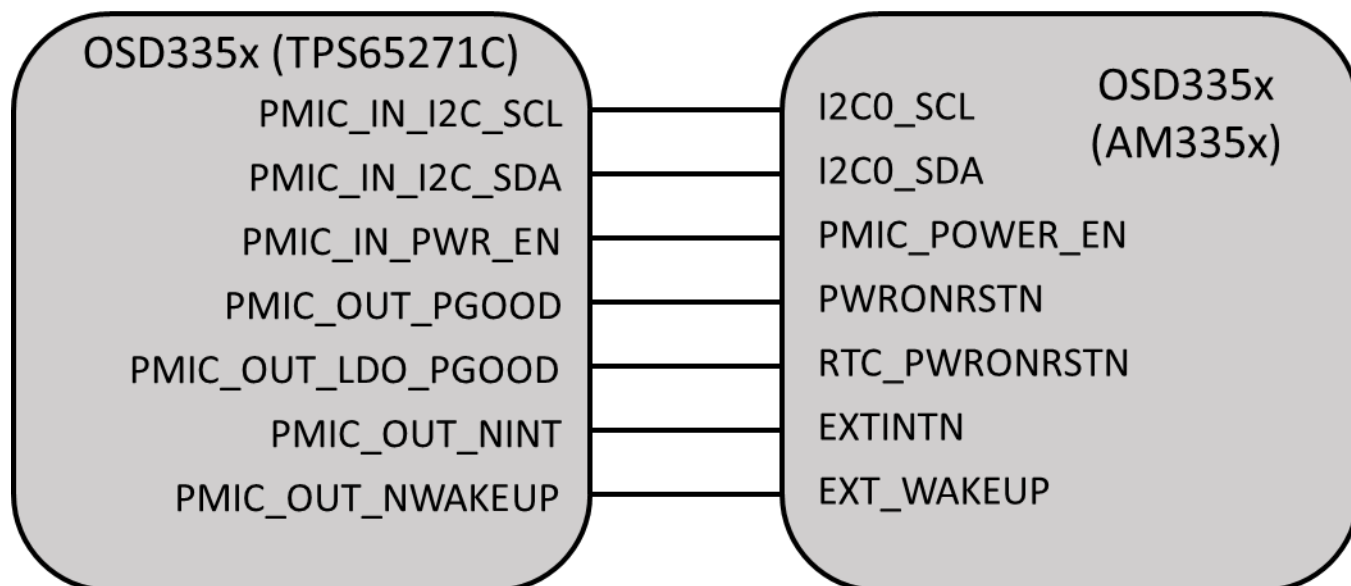 OSD335x (TPS65271C)
PMIC_IN_I2C_SCL
PMIC_IN_I2C_SDA
PMIC_IN_PWR_EN
PMIC_OUT_PGOOD
PMIC_OUT_LDO_PGOOD
PMIC_OUT_NINT
PMIC_OUT_NWAKEUP
OSD335x
(AM335x)
I2C0_SCL
I2C0_SDA
PMIC_POWER_EN
PWRONRSTN
RTC_PWRONRSTN
EXTINTN
EXT_WAKEUP